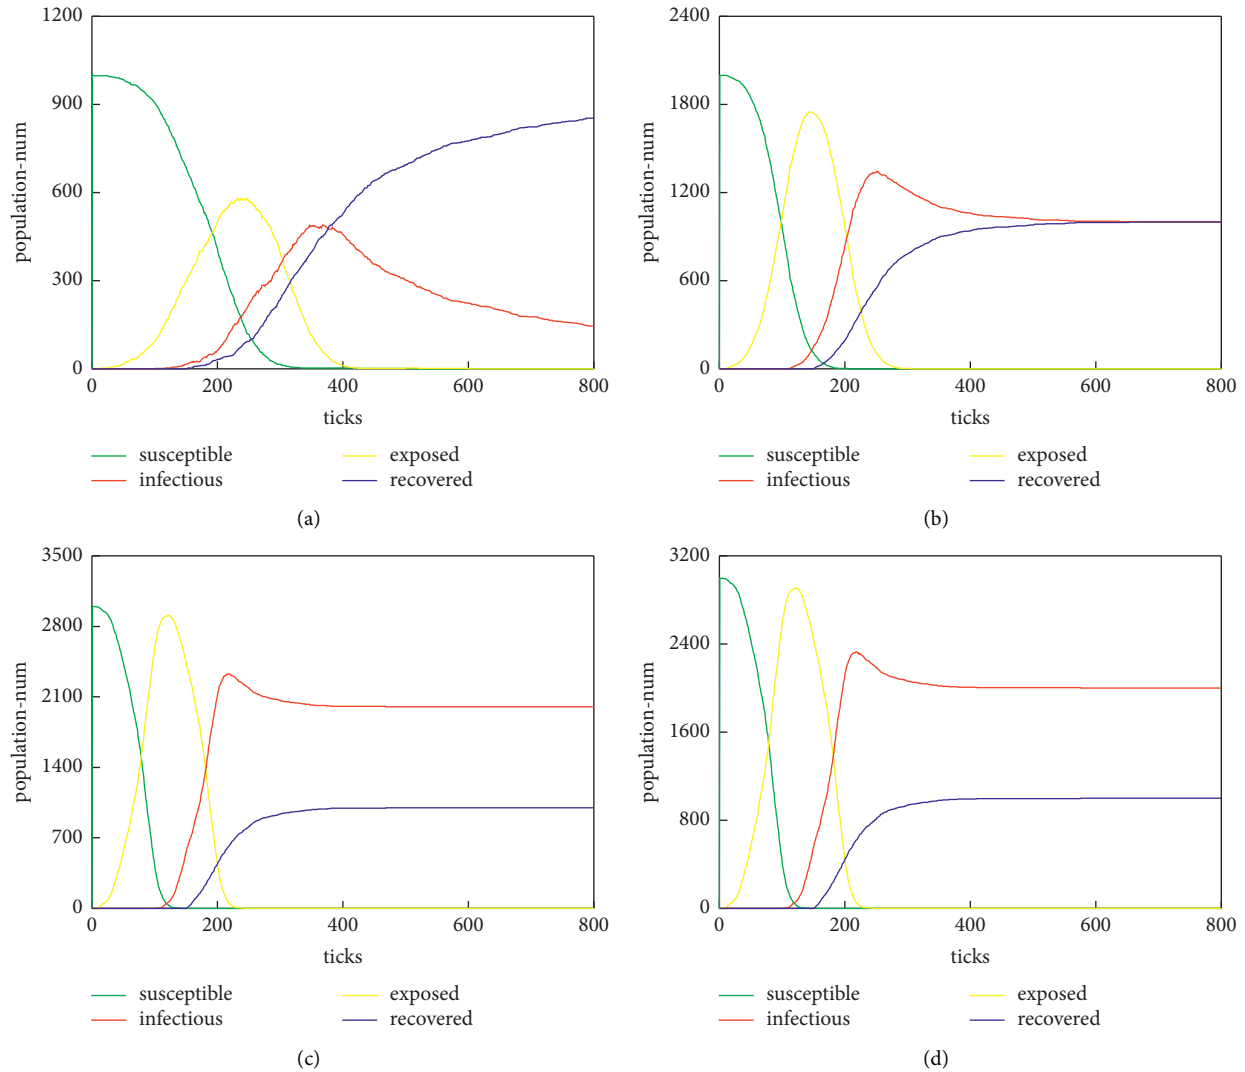 1200
900
600
300
0
population-num
0 200 400 600 800
ticks
susceptible exposed
infectious recovered
(a)
2400
1800
1200
600
0
population-num
0 200 400 600 800
ticks
susceptible exposed
infectious recovered
(b)
3500
2800
2100
1400
700
0
population-num
0 200 400 600 800
ticks
susceptible exposed
infectious recovered
(c)
3200
2400
1600
800
0
population-num
0 200 400 600 800
ticks
susceptible exposed
infectious recovered
(d)